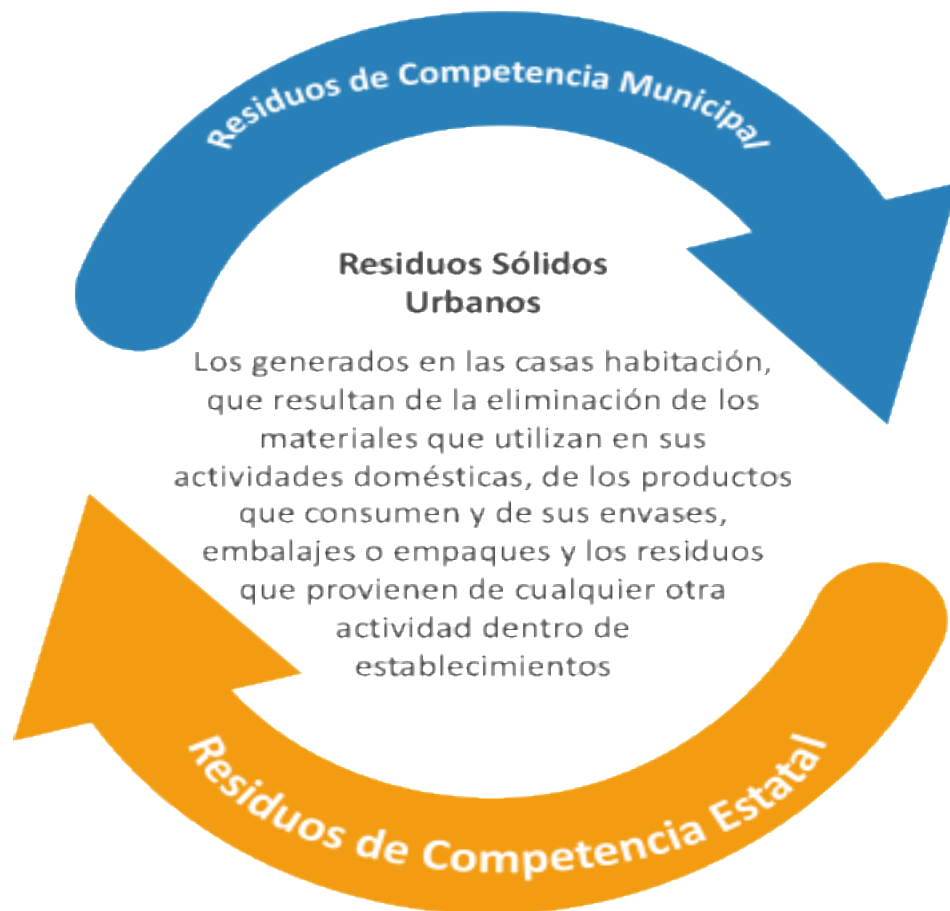 Residuos de Competencia Municipal
Residuos Sólidos
Urbanos
Los generados en las casas habitación,
que resultan de la eliminación de los
materiales que utilizan en sus
actividades domésticas, de los productos
que consumen y de sus envases,
embalajes o empaques y los residuos
que provienen de cualquier otra
actividad dentro de
establecimientos
Residuos de Competencia Estatal